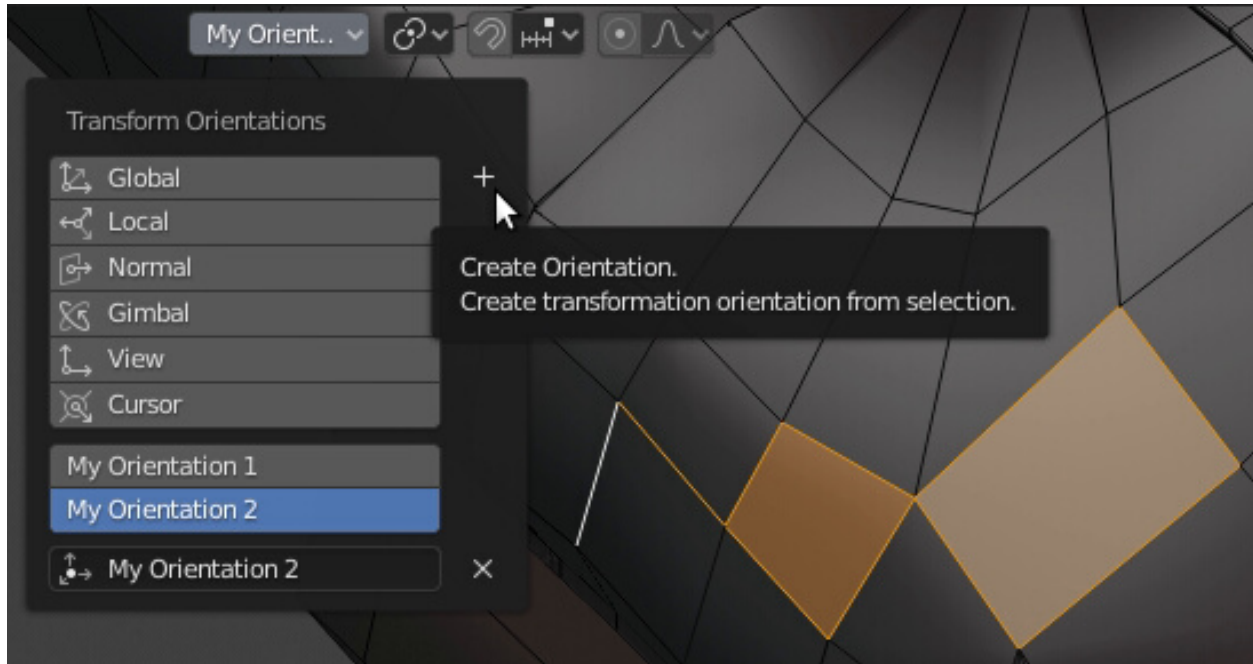 My Orient..
Transform Orientations
Global
Local
Normal
Gimbal
View
Cursor
Create Orientation.
Create transformation orientation from selection.
My Orientation 1
My Orientation 2
My Orientation 2